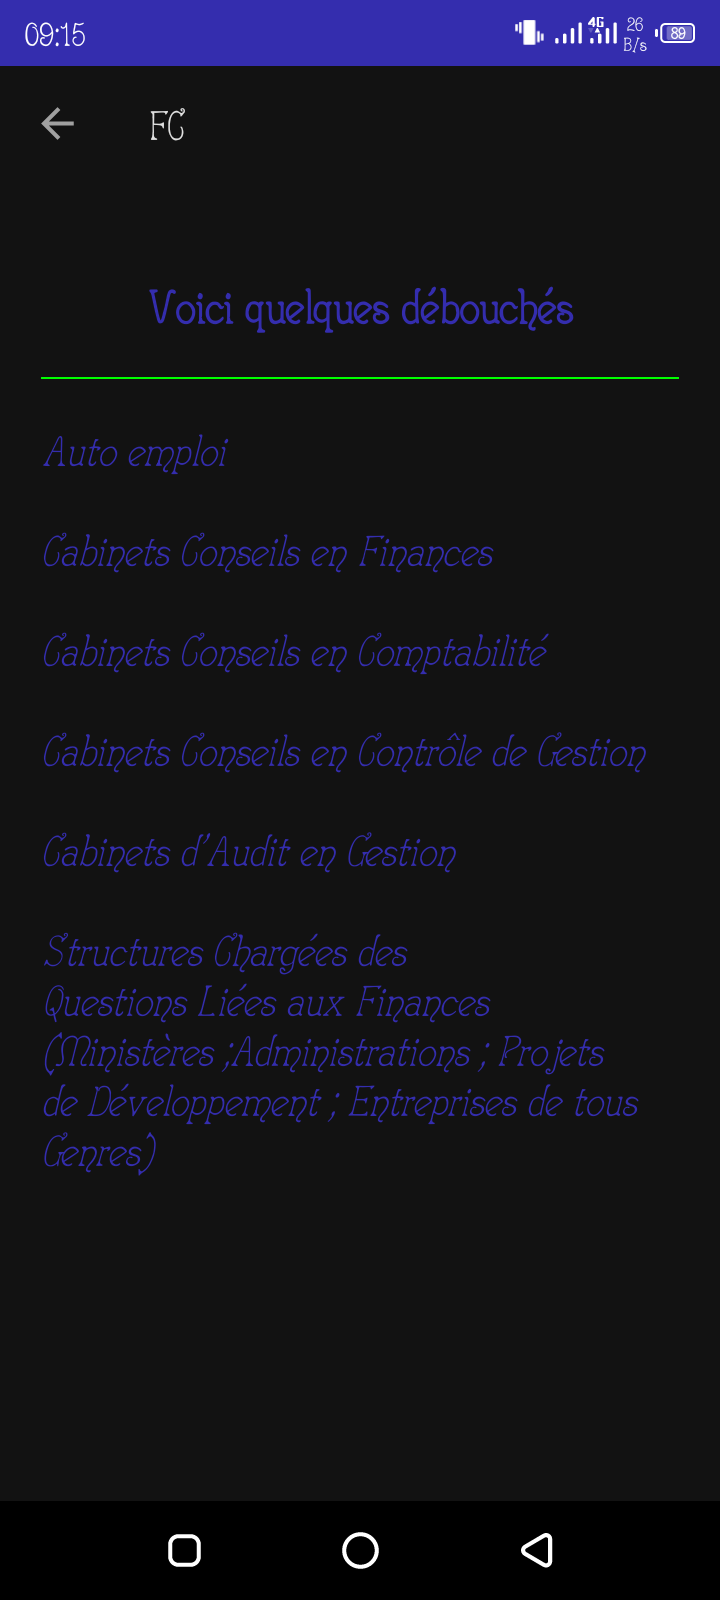 09:15
4G
26
B/s
89
FC
Voici quelques débouchés
Auto emploi
Cabinets Conseils en Finances
Cabinets Conseils en Comptabilité
Cabinets Conseils en Contrôle de Gestion
Cabinets d'Audit en Gestion
Structures Chargées des
Questions Liées aux Finances
(Ministères ;Administrations ; Projets
de Développement ; Entreprises de tous
Genres)